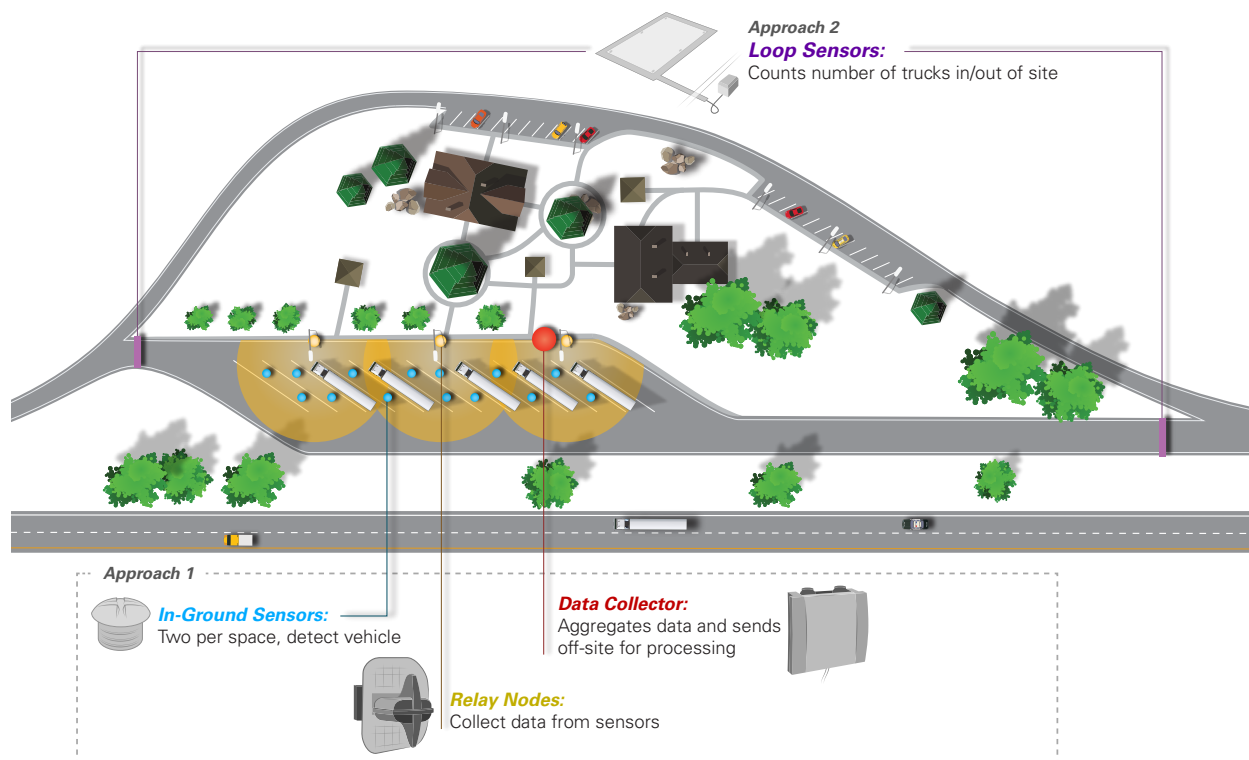 Approach 2
Loop Sensors:
Counts number of trucks in/out of site
Approach 1
In-Ground Sensors:
Two per space, detect vehicle
Data Collector:
Aggregates data and sends
off-site for processing
Relay Nodes:
Collect data from sensors